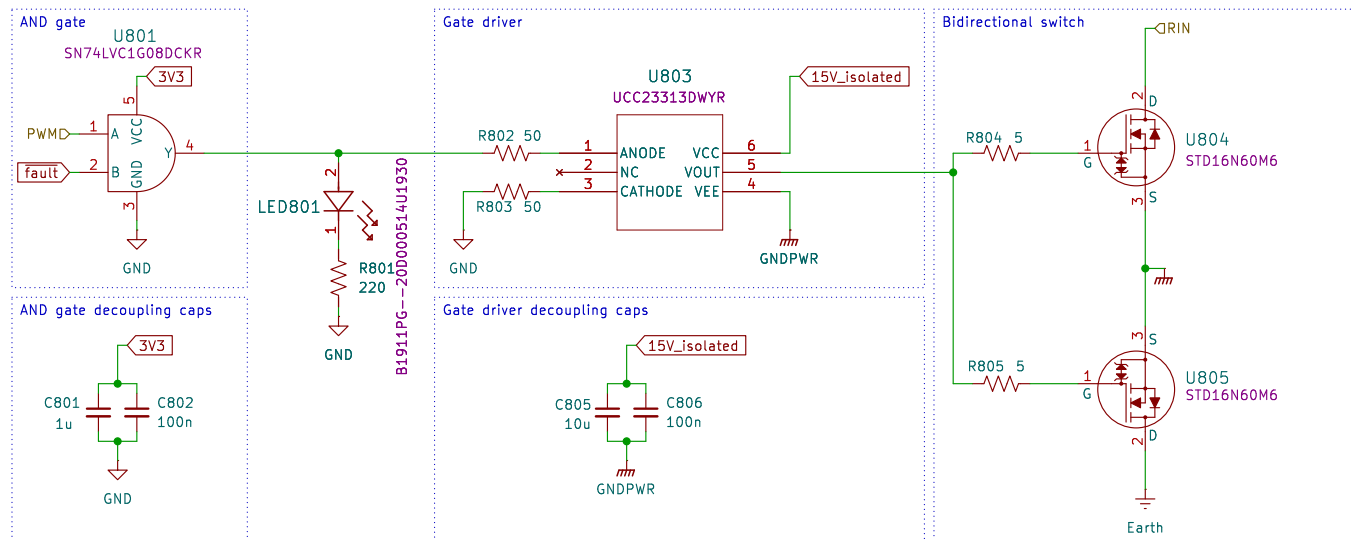 AND gate
U801
SN74LVC1G08DCKR
3V3
5
VCC
PWM
1
A
Y
4
fault
2
B
GND
3
GND
2
LED801
1
B1911PG--20D000514U1930
R801
220
GND
AND gate decoupling caps
3V3
C801
1u
C802
100n
GND
Gate driver
U803
UCC23313DWYR
15V_isolated
R802 50
1
ANODE
VCC
6
2
NC
VOUT
5
3
CATHODE
VEE
4
R803 50
GND
GNDPWR
Gate driver decoupling caps
15V_isolated
C805
10u
C806
100n
GNDPWR
Bidirectional switch
RIN
2
D
R804 5
1
G
U804
STD16N60M6
3
S
3
S
R805 5
1
G
U805
STD16N60M6
2
D
Earth